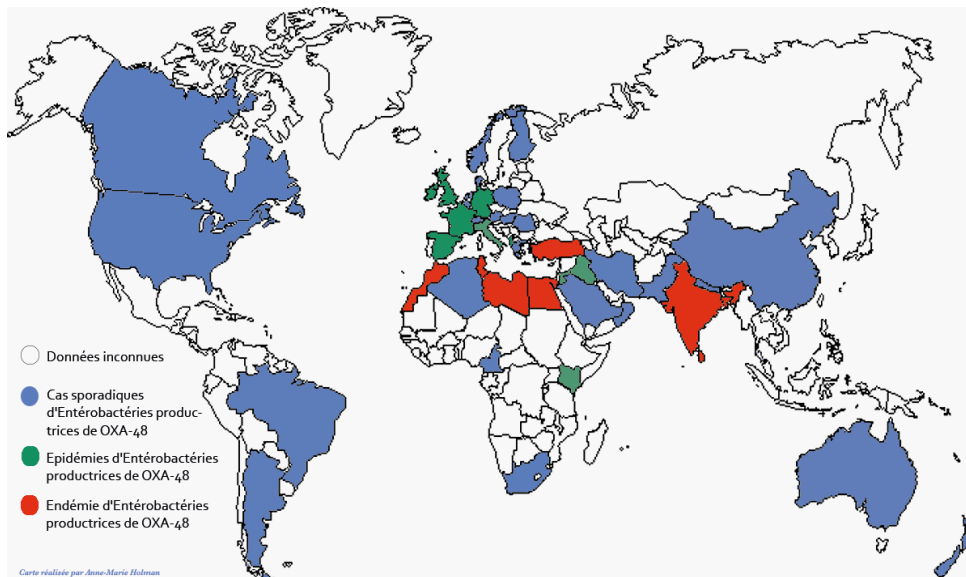 Données inconnues
Cas sporadiques
d'Entérobactéries produc-
trices de OXA-48
Epidémies d'Entérobactéries
productrices de OXA-48
Endémie d'Entérobactéries
productrices de OXA-48
Carte réalisée par Anne-Marie Holman